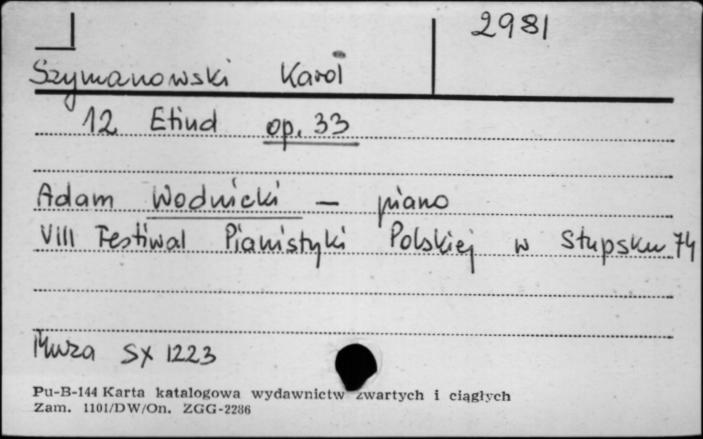 2981
Szymanowski Karol
12 Etiud op. 33
Adam Wodnicki — piano
VIII Festiwal Pianistyki Polskiej w Słupsku 74
Muza SX 1223
Pu-B-144 Karta katalogowa wydawnictw zwartych i ciągłych
Zam. 1101/DW/On. ZGG-2286